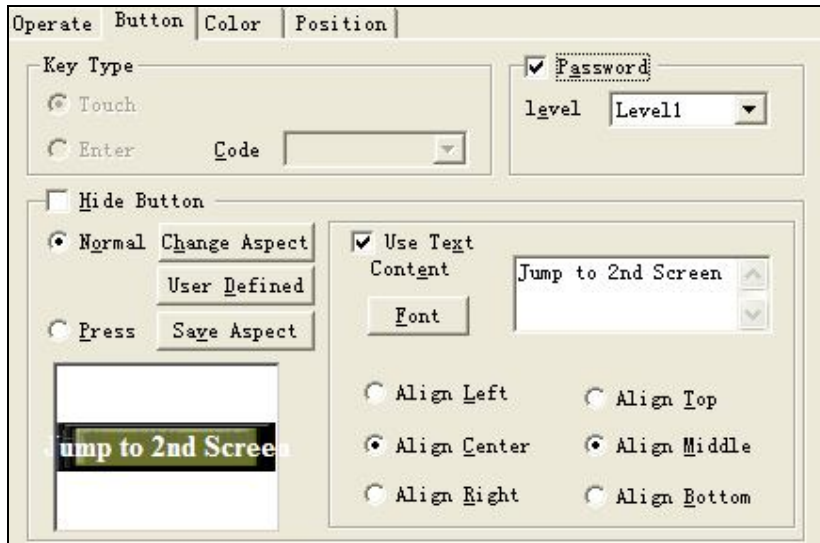 Operate Button Color Position
Key Type
Touch
Enter Code
Password
level Level1
Hide Button
Normal Change Aspect
User Defined
Press Save Aspect
Use Text
Content
Jump to 2nd Screen
Font
Align Left Align Top
Align Center Align Middle
Align Right Align Bottom
Jump to 2nd Screen